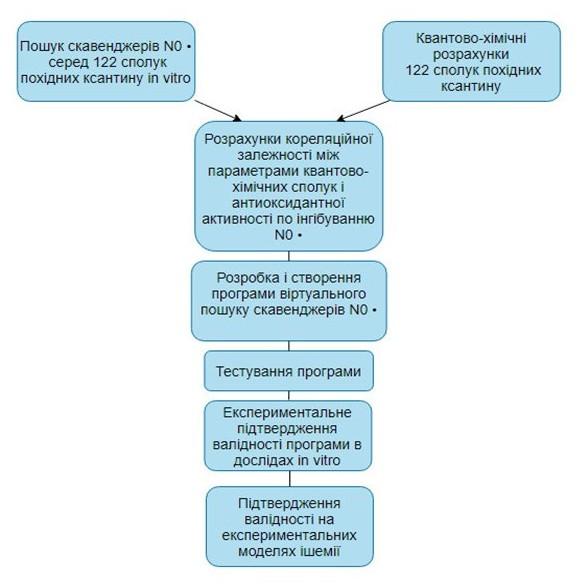 Пошук скавенджерів N0 •
серед 122 сполук
похідних ксантину in vitro
Квантово-хімічні
розрахунки
122 сполук похідних
ксантину
Розрахунки кореляційної
залежності між
параметрами квантово-
хімічних сполук і
антиоксидантної
активності по інгібуванню
N0 •
Розробка і створення
програми віртуального
пошуку скавенджерів N0 •
Тестування програми
Експериментальне
підтвердження
валідності програми в
дослідах in vitro
Підтвердження
валідності на
експериментальних
моделях ішемії